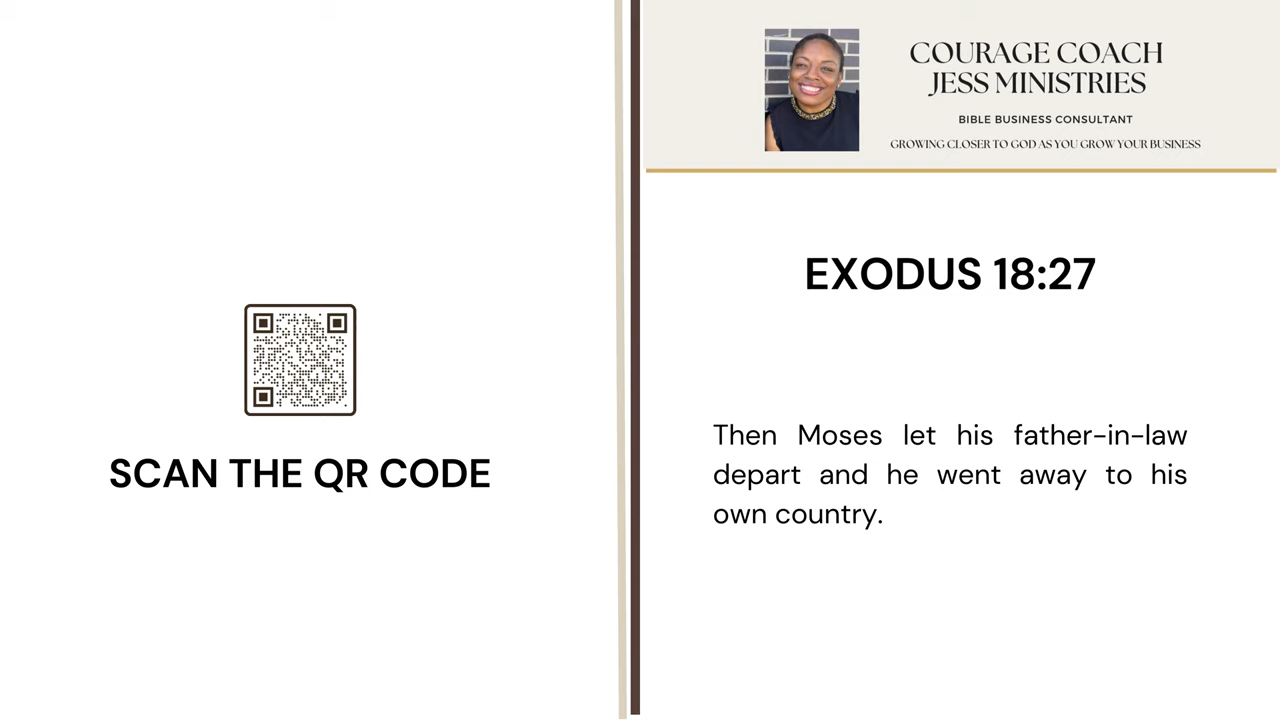 SCAN THE QR CODE
COURAGE COACH
JESS MINISTRIES
BIBLE BUSINESS CONSULTANT
GROWING CLOSER TO GOD AS YOU GROW YOUR BUSINESS
EXODUS 18:27
Then Moses let his father-in-law
depart and he went away to his
own country.